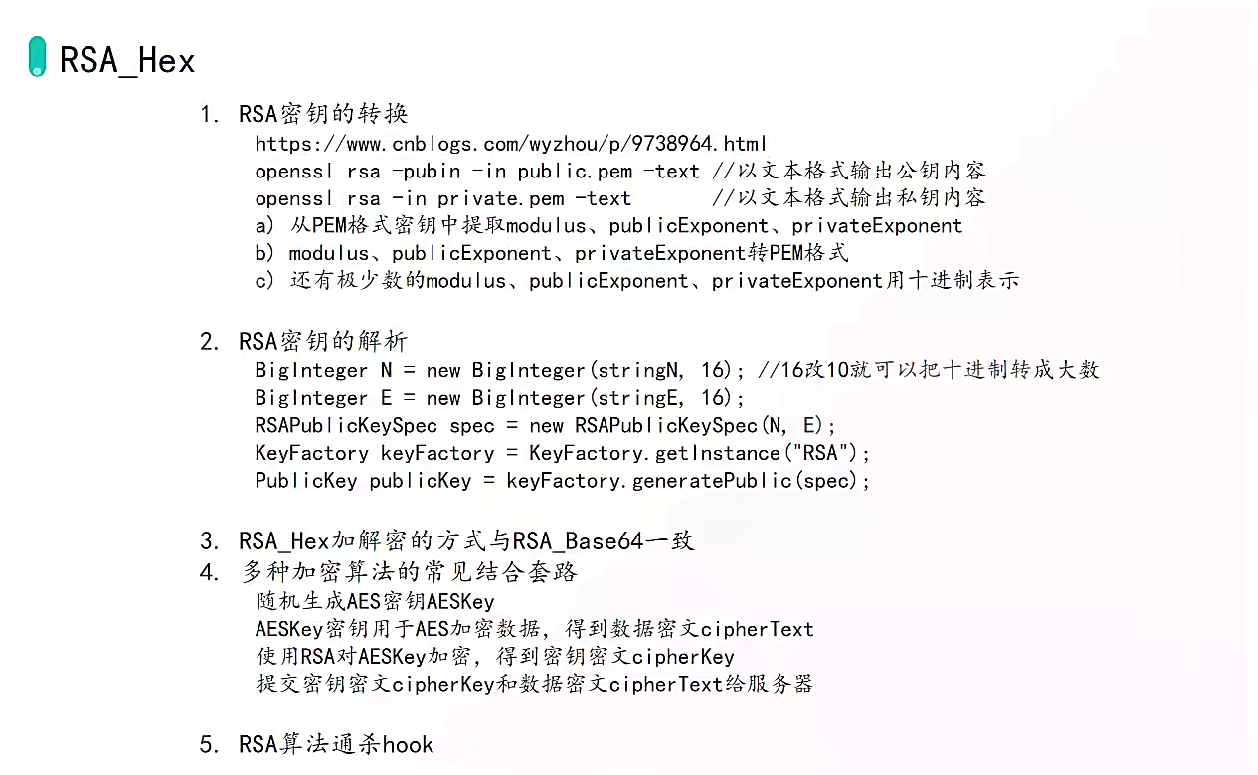 RSA_Hex
1. RSA密钥的转换
https://www.cnblogs.com/wyzhou/p/9738964.html
openssl rsa -pubin -in public.pem -text //以文本格式输出公钥内容
openssl rsa -in private.pem -text //以文本格式输出私钥内容
a) 从PEM格式密钥中提取modulus、publicExponent、privateExponent
b) modulus、publicExponent、privateExponent转PEM格式
c) 还有极少数的modulus、publicExponent、privateExponent用十进制表示
2. RSA密钥的解析
BigInteger N = new BigInteger(stringN, 16); //16改10就可以把十进制转成大数
BigInteger E = new BigInteger(stringE, 16);
RSAPublicKeySpec spec = new RSAPublicKeySpec(N, E);
KeyFactory keyFactory = KeyFactory.getInstance("RSA");
PublicKey publicKey = keyFactory.generatePublic(spec);
3. RSA_Hex加解密的方式与RSA_Base64一致
4. 多种加密算法的常见结合套路
随机生成AES密钥AESKey
AESKey密钥用于AES加密数据，得到数据密文cipherText
使用RSA对AESKey加密，得到密钥密文cipherKey
提交密钥密文cipherKey和数据密文cipherText给服务器
5. RSA算法通杀hook